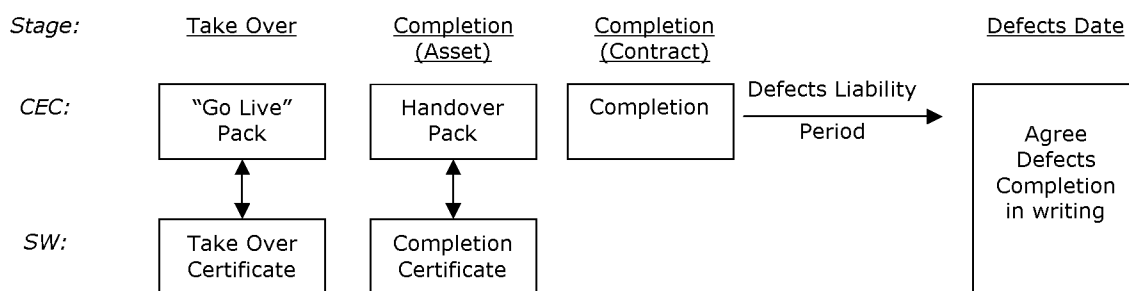 Stage:
Take Over
Completion
(Asset)
Completion
(Contract)
Defects Date
CEC:
“Go Live”
Pack
Handover
Pack
Completion
Defects Liability
Period
Agree
Defects
Completion
in writing
SW:
Take Over
Certificate
Completion
Certificate